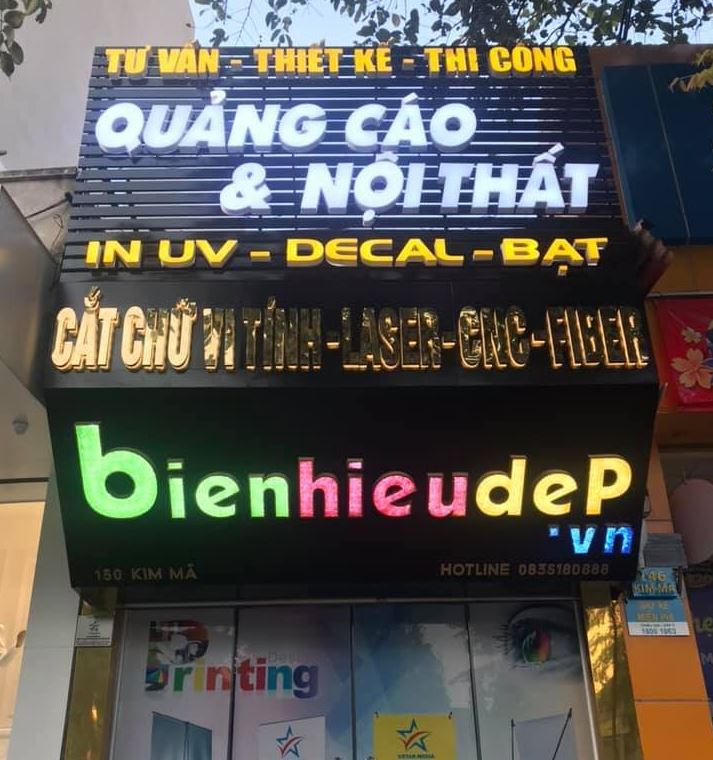 TƯ VẤN - THIẾT KẾ - THI CÔNG
QUẢNG CÁO
& NỘI THẤT
IN UV - DECAL - BẠT
CẮT CHỮ VI TÍNH - LASER - CNC - FIBER
bienhieudeP
.vn
150 KIM MÃ
HOTLINE 0835180888
146
KIM MÃ
Printing